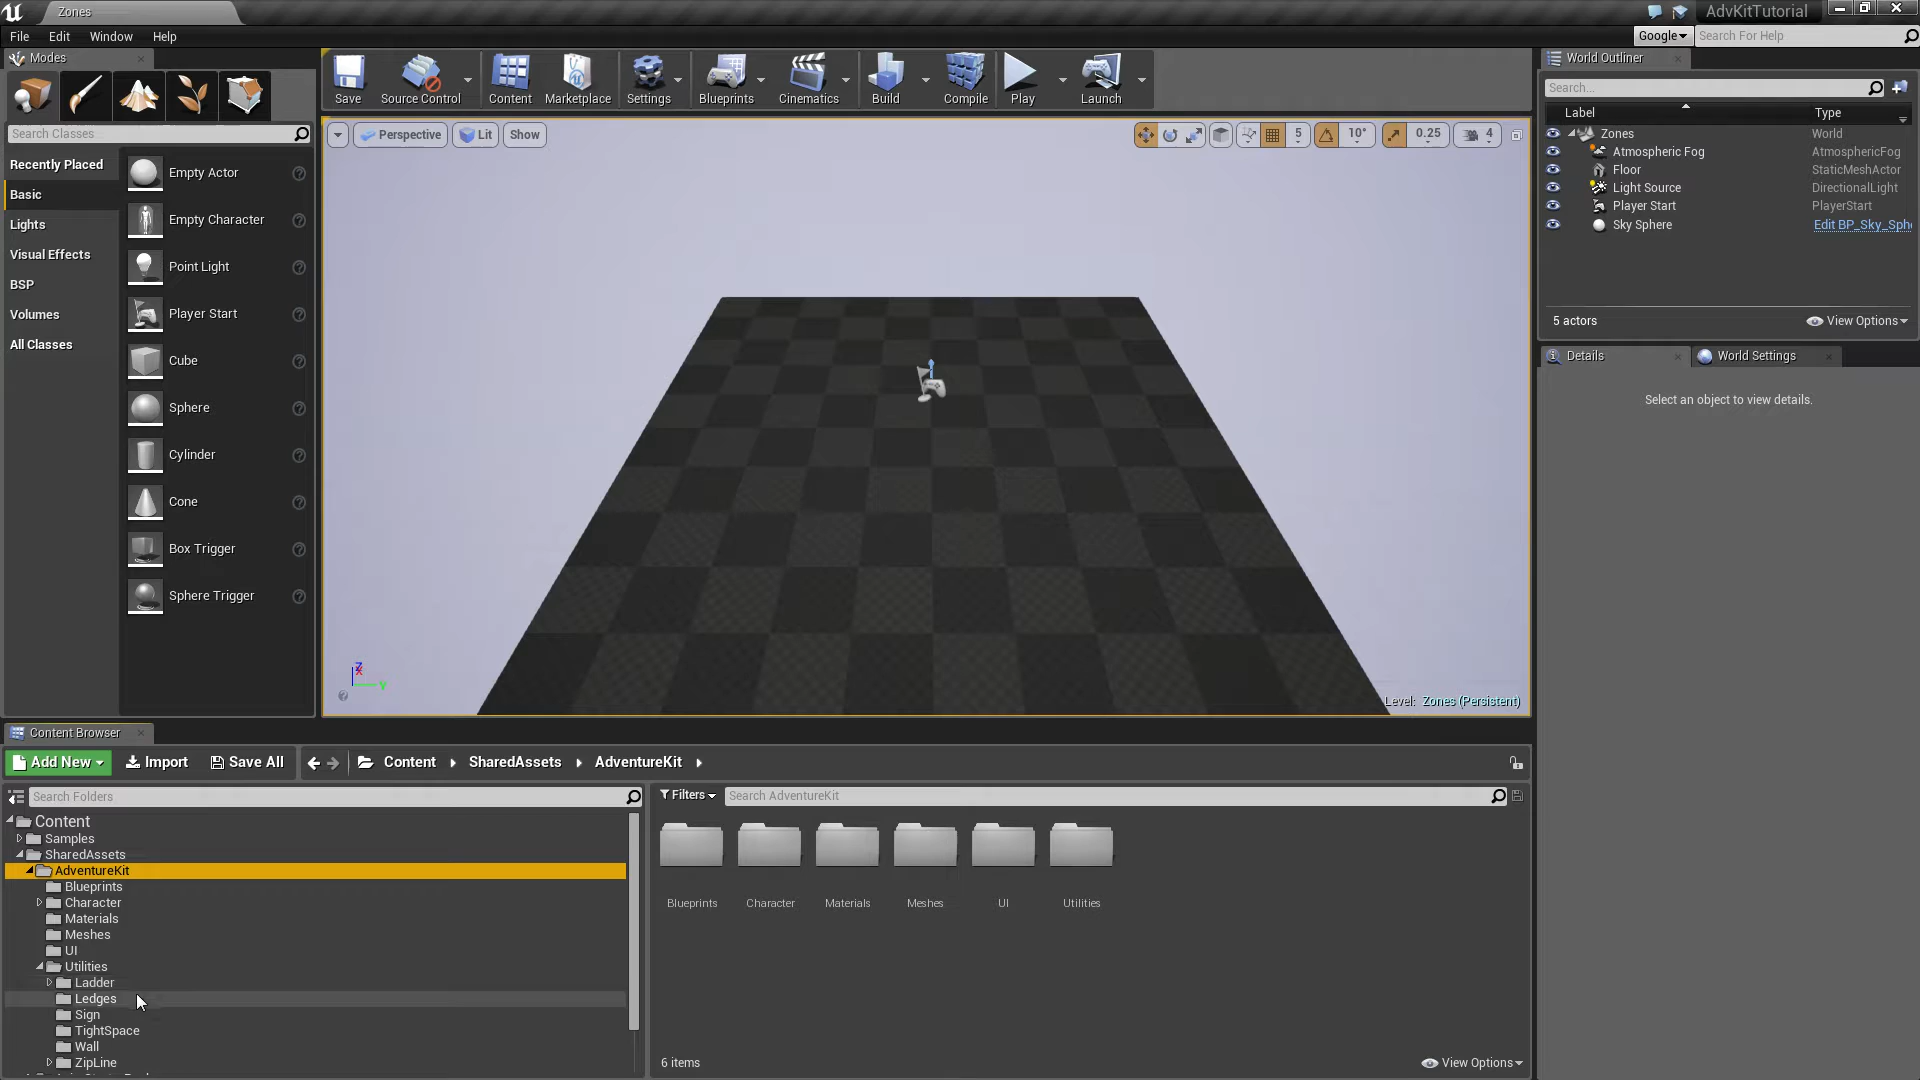 Zones
AdvKitTutorial
File Edit Window Help
Google
Search For Help
Modes
Save
Source Control
Content
Marketplace
Settings
Blueprints
Cinematics
Build
Compile
Play
Launch
World Outliner
Search...
Label
Type
Zones World
Atmospheric Fog AtmosphericFog
Floor StaticMeshActor
Light Source DirectionalLight
Player Start PlayerStart
Sky Sphere Edit BP_Sky_Sph
5 actors
View Options
Details
World Settings
Select an object to view details.
Search Classes
Recently Placed
Basic
Lights
Visual Effects
BSP
Volumes
All Classes
Empty Actor
Empty Character
Point Light
Player Start
Cube
Sphere
Cylinder
Cone
Box Trigger
Sphere Trigger
Perspective
Lit
Show
5
10°
0.25
4
Z
X
Y
Level: Zones (Persistent)
Content Browser
Add New
Import
Save All
Content
SharedAssets
AdventureKit
Search Folders
Content
Samples
SharedAssets
AdventureKit
Blueprints
Character
Materials
Meshes
UI
Utilities
Ladder
Ledges
Sign
TightSpace
Wall
ZipLine
Filters
Search AdventureKit
Blueprints
Character
Materials
Meshes
UI
Utilities
6 items
View Options